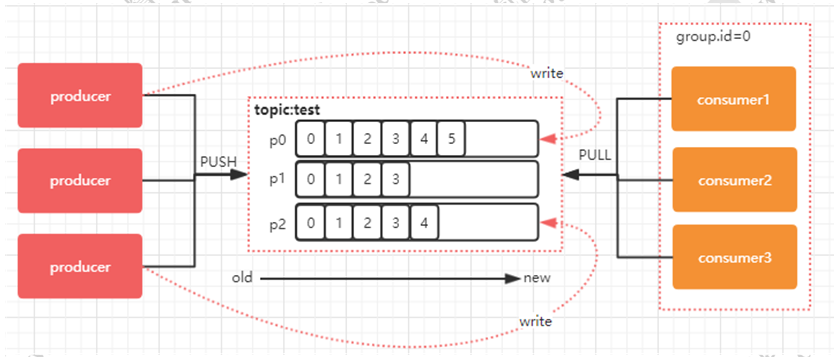 group.id=0
producer
write
consumer1
topic:test
p0 0 1 2 3 4 5
PUSH
PULL
producer
p1 0 1 2 3
consumer2
p2 0 1 2 3 4
producer
consumer3
old
new
write